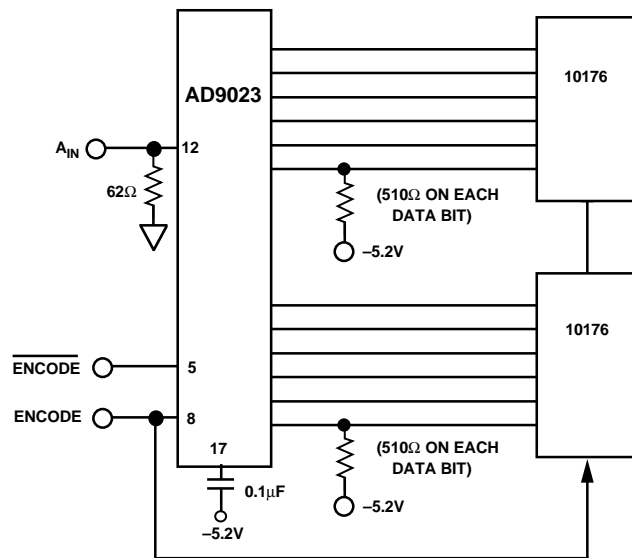 AD9023
10176
A_IN
12
62Ω
(510Ω ON EACH
DATA BIT)
–5.2V
10176
ENCODE
5
ENCODE
8
17
(510Ω ON EACH
DATA BIT)
0.1μF
–5.2V
–5.2V